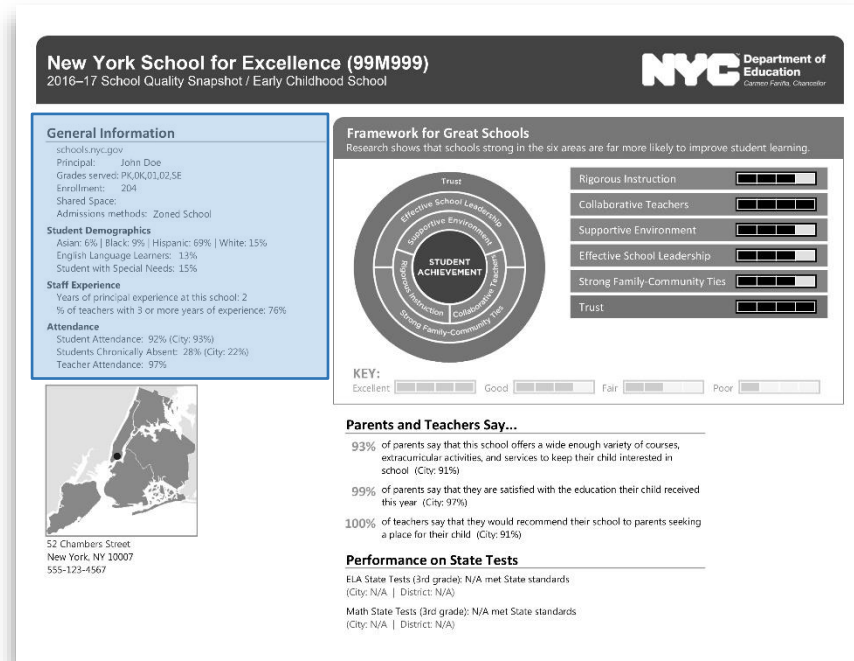 New York School for Excellence (99M999)
2016–17 School Quality Snapshot / Early Childhood School
NYC Department of
Education
Carmen Fariña, Chancellor
General Information
schools.nyc.gov
Principal: John Doe
Grades served: PK,0K,01,02,SE
Enrollment: 204
Shared Space:
Admissions methods: Zoned School
Student Demographics
Asian: 6% | Black: 9% | Hispanic: 69% | White: 15%
English Language Learners: 13%
Student with Special Needs: 15%
Staff Experience
Years of principal experience at this school: 2
% of teachers with 3 or more years of experience: 76%
Attendance
Student Attendance: 92% (City: 93%)
Students Chronically Absent: 28% (City: 22%)
Teacher Attendance: 97%
52 Chambers Street
New York, NY 10007
555-123-4567
Framework for Great Schools
Research shows that schools strong in the six areas are far more likely to improve student learning.
Trust
Effective School Leadership
Supportive Environment
STUDENT
ACHIEVEMENT
Rigorous Instruction
Collaborative Teachers
Strong Family-Community Ties
Rigorous Instruction
Collaborative Teachers
Supportive Environment
Effective School Leadership
Strong Family-Community Ties
Trust
KEY:
Excellent Good Fair Poor
Parents and Teachers Say...
93% of parents say that this school offers a wide enough variety of courses,
extracurricular activities, and services to keep their child interested in
school (City: 91%)
99% of parents say that they are satisfied with the education their child received
this year (City: 97%)
100% of teachers say that they would recommend their school to parents seeking
a place for their child (City: 91%)
Performance on State Tests
ELA State Tests (3rd grade): N/A met State standards
(City: N/A | District: N/A)
Math State Tests (3rd grade): N/A met State standards
(City: N/A | District: N/A)